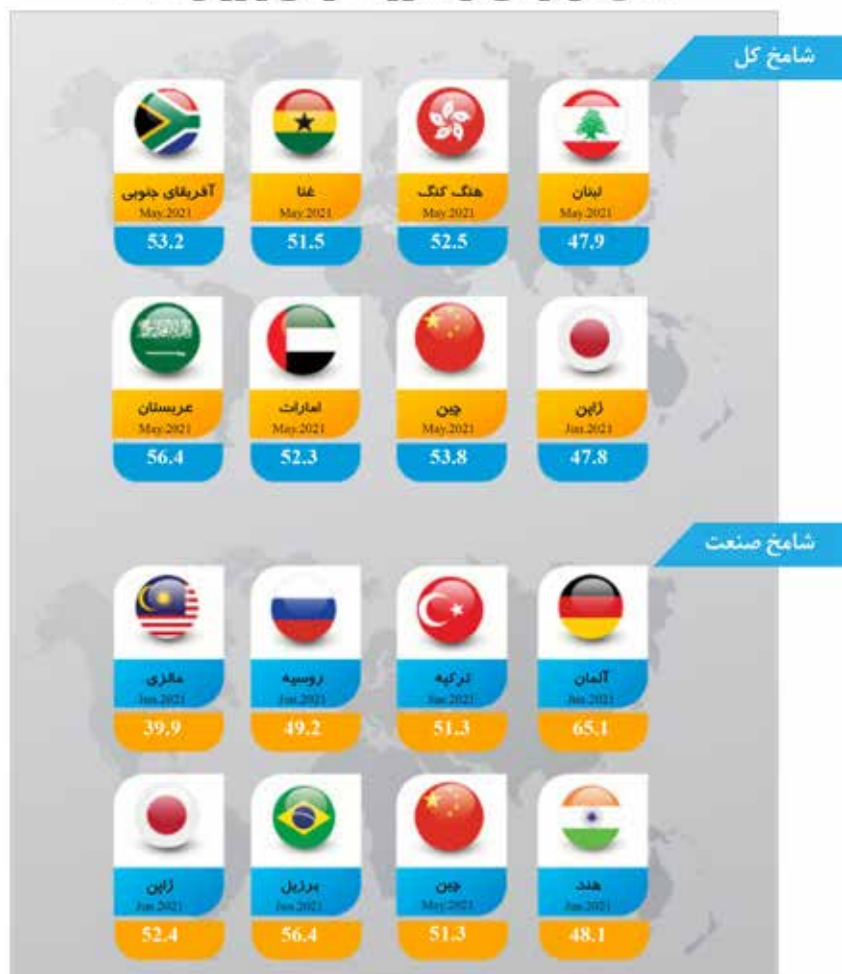 شامخ کل
لبنان
May.2021
47.9
هنگ کنگ
May.2021
52.5
غنا
May.2021
51.5
آفریقای جنوبی
May.2021
53.2
ژاپن
Jun.2021
47.8
چین
May.2021
53.8
امارات
May.2021
52.3
عربستان
May.2021
56.4
شامخ صنعت
آلمان
Jun.2021
65.1
ترکیه
Jun.2021
51.3
روسیه
Jun.2021
49.2
مالزی
Jun.2021
39.9
هند
Jun.2021
48.1
چین
May.2021
51.3
برزیل
Jun.2021
56.4
ژاپن
Jun.2021
52.4